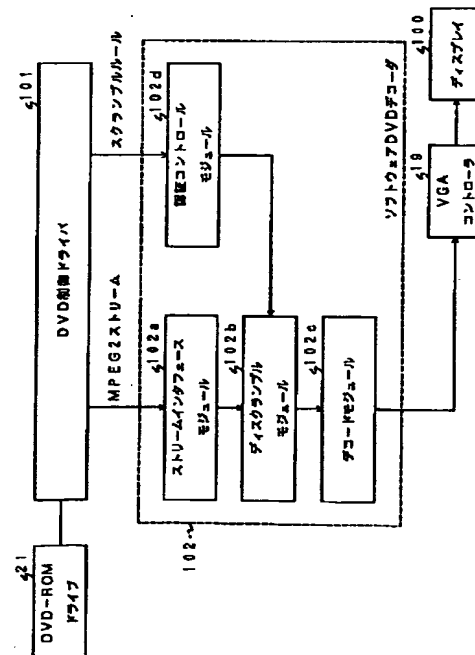 21
DVD-ROM
ドライブ
101
DVD制御ドライバ
MPEG2ストリーム
スクランブルルール
102
102a
ストリームインタフェース
モジュール
102b
ディスクランブル
モジュール
102c
デコードモジュール
102d
認証コントロール
モジュール
ソフトウェアDVDデコーダ
19
VGA
コントローラ
100
ディスプレイ